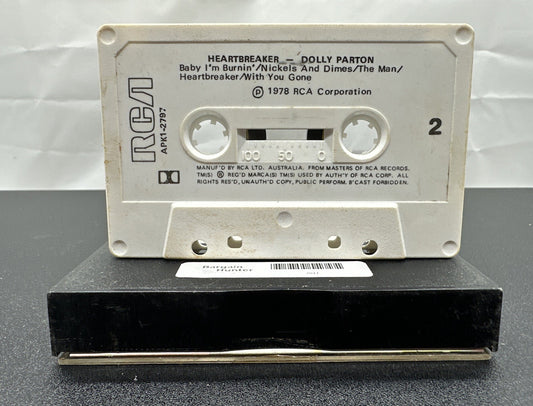 HEARTBREAKER — DOLLY PARTON
Baby I'm Burnin'/Nickels And Dimes/The Man/
Heartbreaker/With You Gone
Ⓟ 1978 RCA Corporation
RCA
APK1-2797
2
100 50 0
MANUF'D BY RCA LTD. AUSTRALIA. FROM MASTERS OF RCA RECORDS.
TM(S) ® REG'D MARCA(S) TM(S) USED BY AUTH'Y OF RCA CORP. ALL
RIGHTS RES'D, UNAUTH'D COPY, PUBLIC PERFORM. B'CAST FORBIDDEN.
Bargain
Hunter